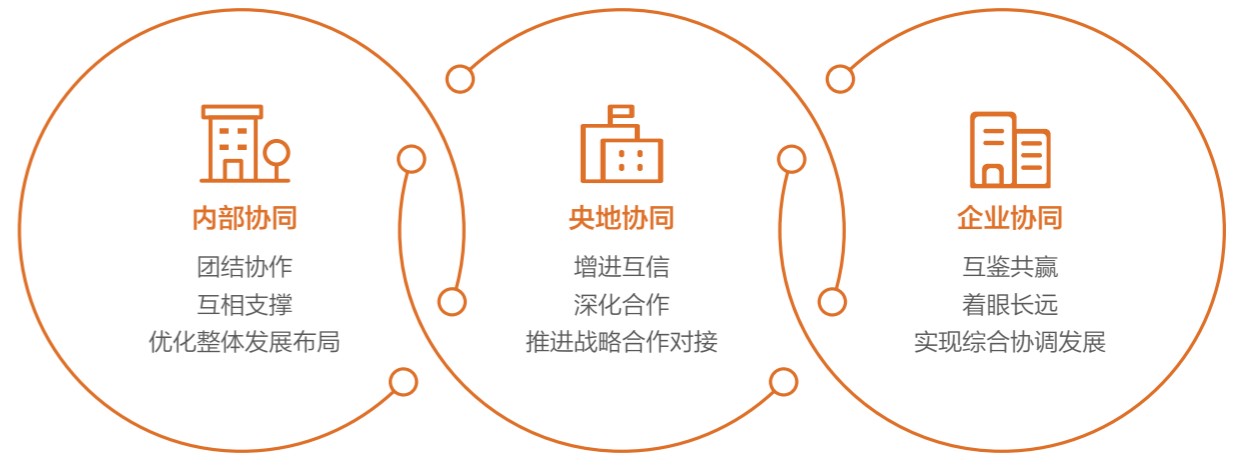 内部协同
团结协作
互相支撑
优化整体发展布局
央地协同
增进互信
深化合作
推进战略合作对接
企业协同
互鉴共赢
着眼长远
实现综合协调发展